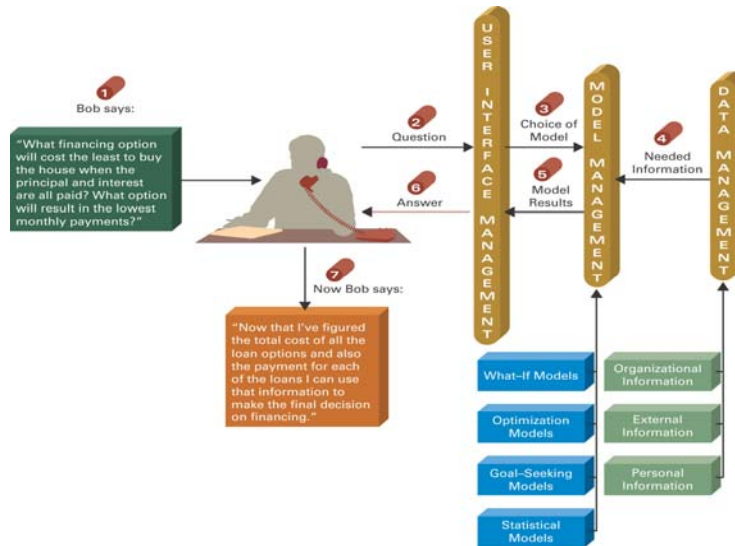 1
Bob says:
“What financing option
will cost the least to buy
the house when the
principal and interest
are all paid? What option
will result in the lowest
monthly payments?”
2
Question
6
Answer
7
Now Bob says:
“Now that I’ve figured
the total cost of all the
loan options and also
the payment for each
of the loans I can use
that information to
make the final decision
on financing.”
USER INTERFACE MANAGEMENT
3
Choice of
Model
5
Model
Results
MODEL MANAGEMENT
4
Needed
Information
DATA MANAGEMENT
What–If Models
Optimization
Models
Goal–Seeking
Models
Statistical
Models
Organizational
Information
External
Information
Personal
Information